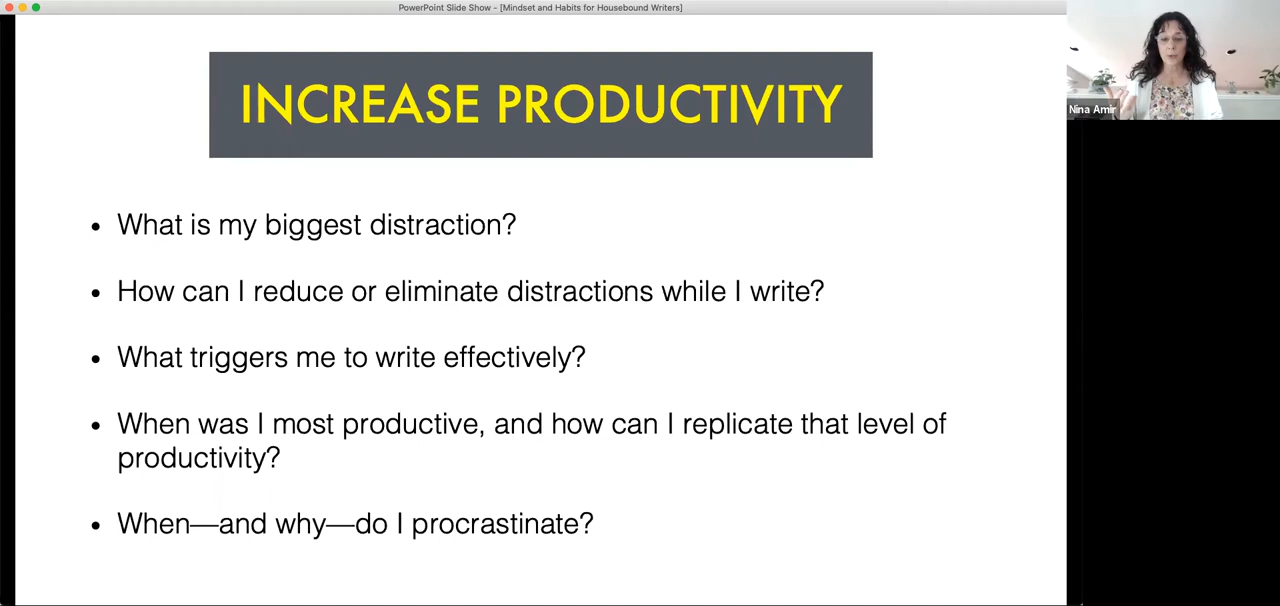 PowerPoint Slide Show - [Mindset and Habits for Housebound Writers]
INCREASE PRODUCTIVITY
Nina Amir
• What is my biggest distraction?
• How can I reduce or eliminate distractions while I write?
• What triggers me to write effectively?
• When was I most productive, and how can I replicate that level of
productivity?
• When—and why—do I procrastinate?